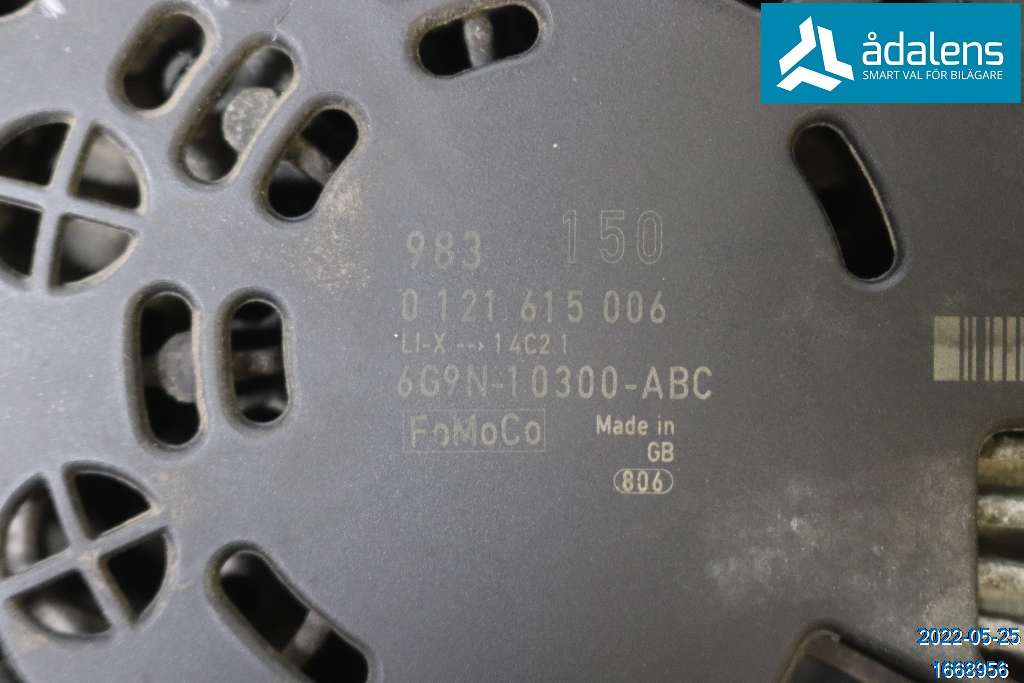 ådalens
SMART VAL FÖR BILÄGARE
983 150
0 121 615 006
LI-X --> 14C2 I
6G9N-10300-ABC
FoMoCo
Made in
GB
806
2022-05-25
1668956